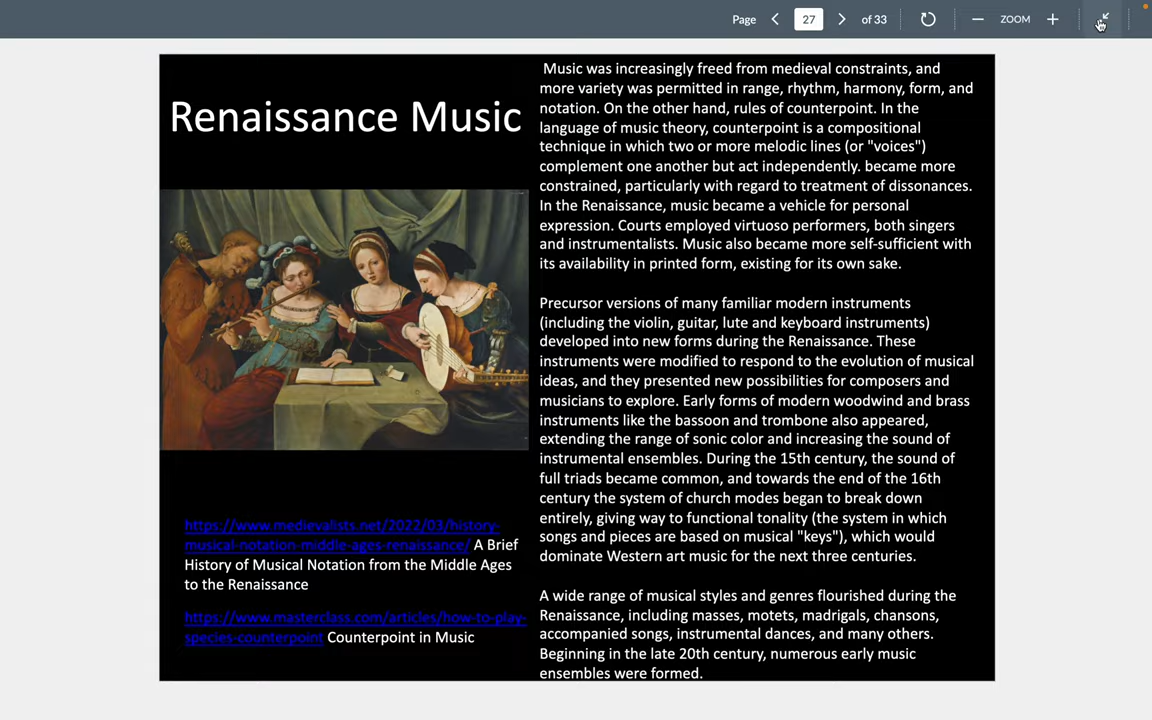 Page 27 of 33 ZOOM
Renaissance Music
https://www.medievalists.net/2022/03/history-
musical-notation-middle-ages-renaissance/ A Brief
History of Musical Notation from the Middle Ages
to the Renaissance
https://www.masterclass.com/articles/how-to-play-
species-counterpoint Counterpoint in Music
Music was increasingly freed from medieval constraints, and
more variety was permitted in range, rhythm, harmony, form, and
notation. On the other hand, rules of counterpoint. In the
language of music theory, counterpoint is a compositional
technique in which two or more melodic lines (or "voices")
complement one another but act independently. became more
constrained, particularly with regard to treatment of dissonances.
In the Renaissance, music became a vehicle for personal
expression. Courts employed virtuoso performers, both singers
and instrumentalists. Music also became more self-sufficient with
its availability in printed form, existing for its own sake.
Precursor versions of many familiar modern instruments
(including the violin, guitar, lute and keyboard instruments)
developed into new forms during the Renaissance. These
instruments were modified to respond to the evolution of musical
ideas, and they presented new possibilities for composers and
musicians to explore. Early forms of modern woodwind and brass
instruments like the bassoon and trombone also appeared,
extending the range of sonic color and increasing the sound of
instrumental ensembles. During the 15th century, the sound of
full triads became common, and towards the end of the 16th
century the system of church modes began to break down
entirely, giving way to functional tonality (the system in which
songs and pieces are based on musical "keys"), which would
dominate Western art music for the next three centuries.
A wide range of musical styles and genres flourished during the
Renaissance, including masses, motets, madrigals, chansons,
accompanied songs, instrumental dances, and many others.
Beginning in the late 20th century, numerous early music
ensembles were formed.